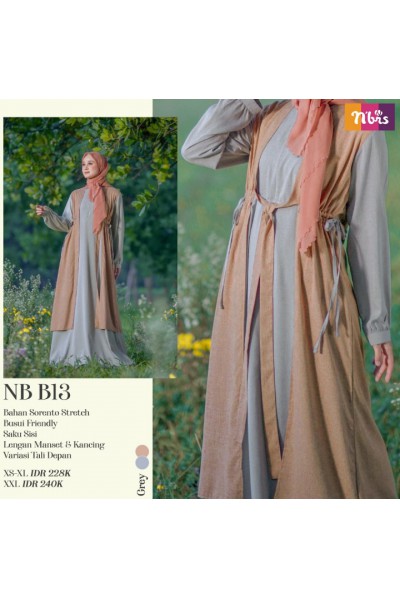 Nbrs
NB B13
Bahan Sorento Stretch
Busui Friendly
Saku Sisi
Lengan Manset & Kancing
Variasi Tali Depan
XS-XL IDR 228K
XXL IDR 240K
Grey